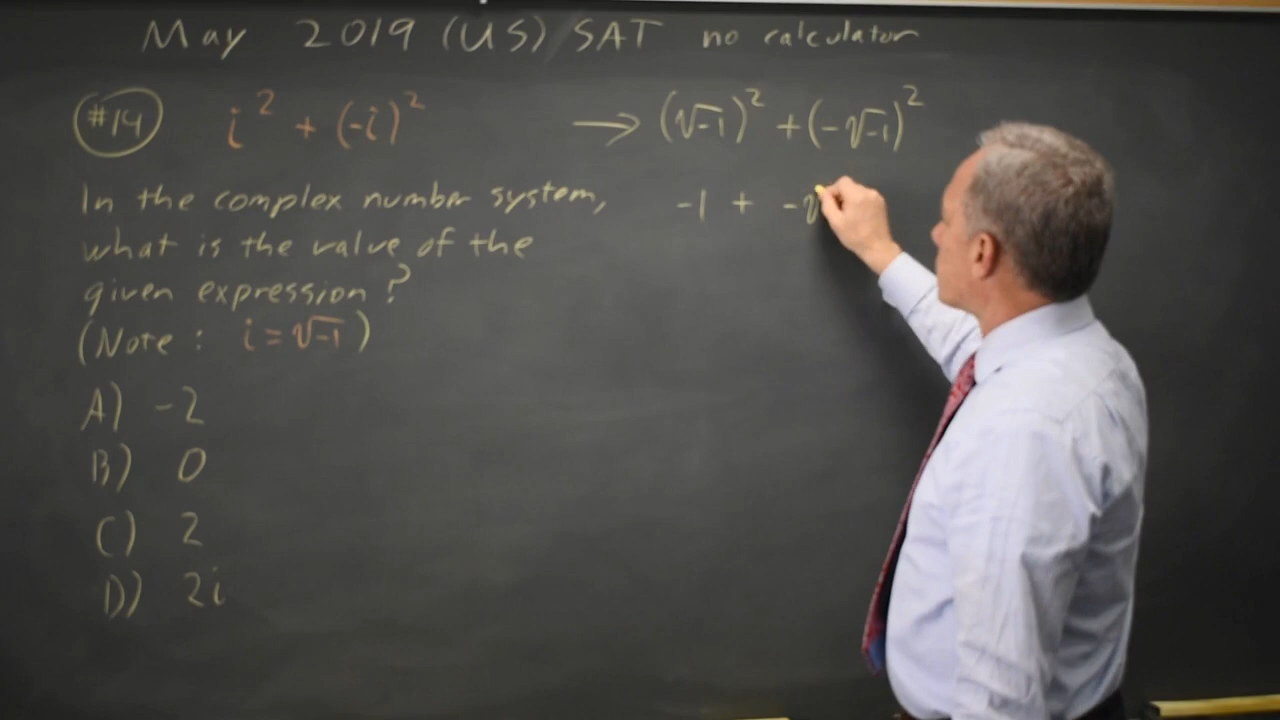 May 2019 (US) SAT no calculator
#14 i² + (-i)² → (√-1)² + (-√-1)²
In the complex number system, -1 + -√
what is the value of the
given expression?
(Note: i = √-1)
A) -2
B) 0
C) 2
D) 2i